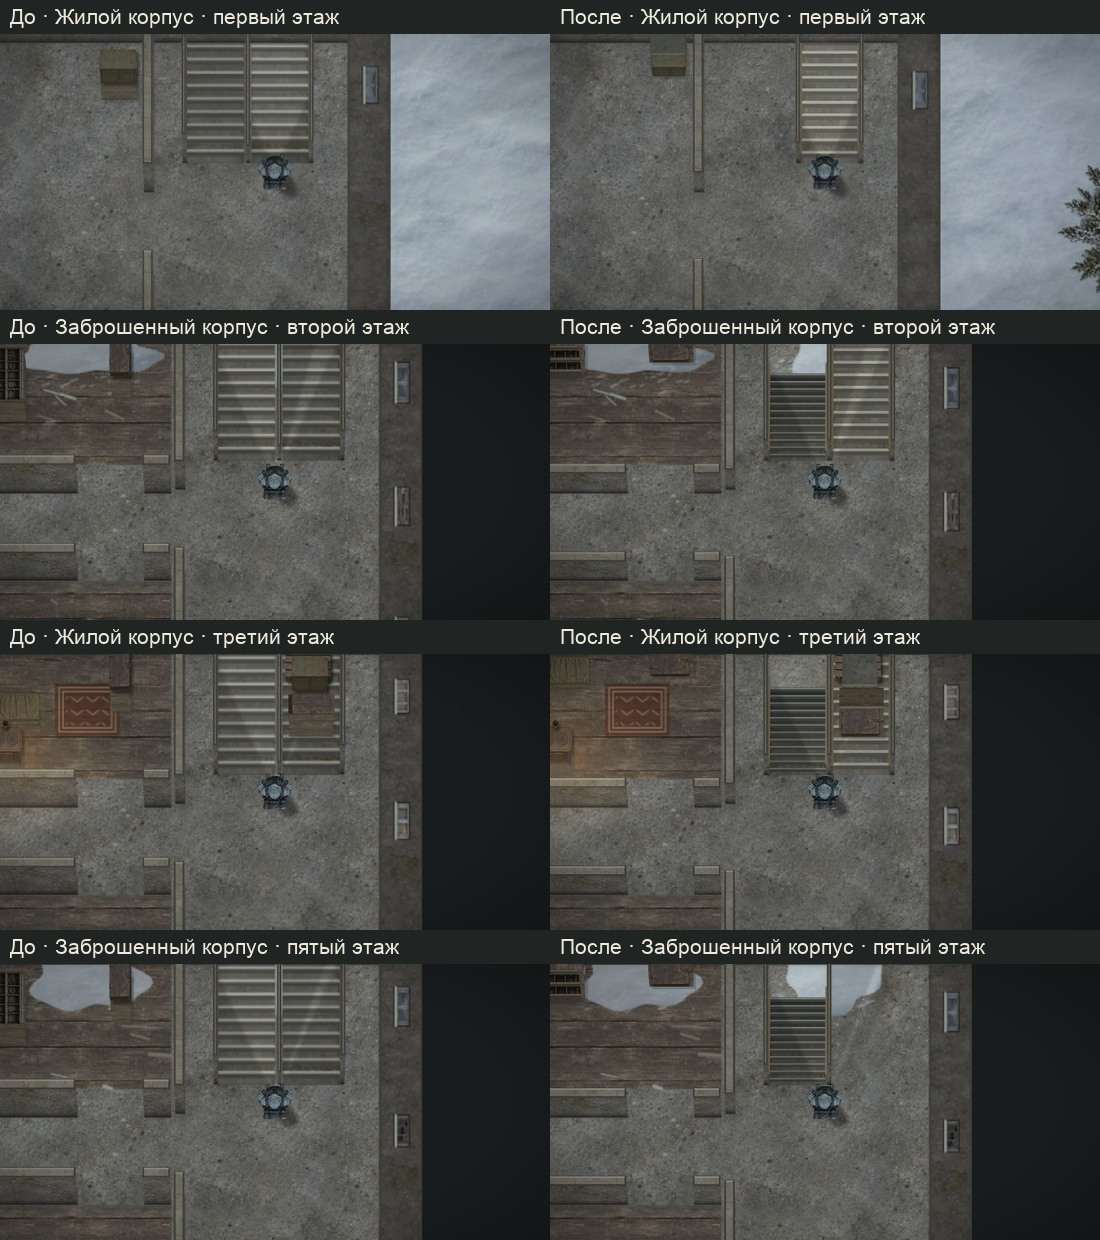 До · Жилой корпус · первый этаж
После · Жилой корпус · первый этаж
До · Заброшенный корпус · второй этаж
После · Заброшенный корпус · второй этаж
До · Жилой корпус · третий этаж
После · Жилой корпус · третий этаж
До · Заброшенный корпус · пятый этаж
После · Заброшенный корпус · пятый этаж